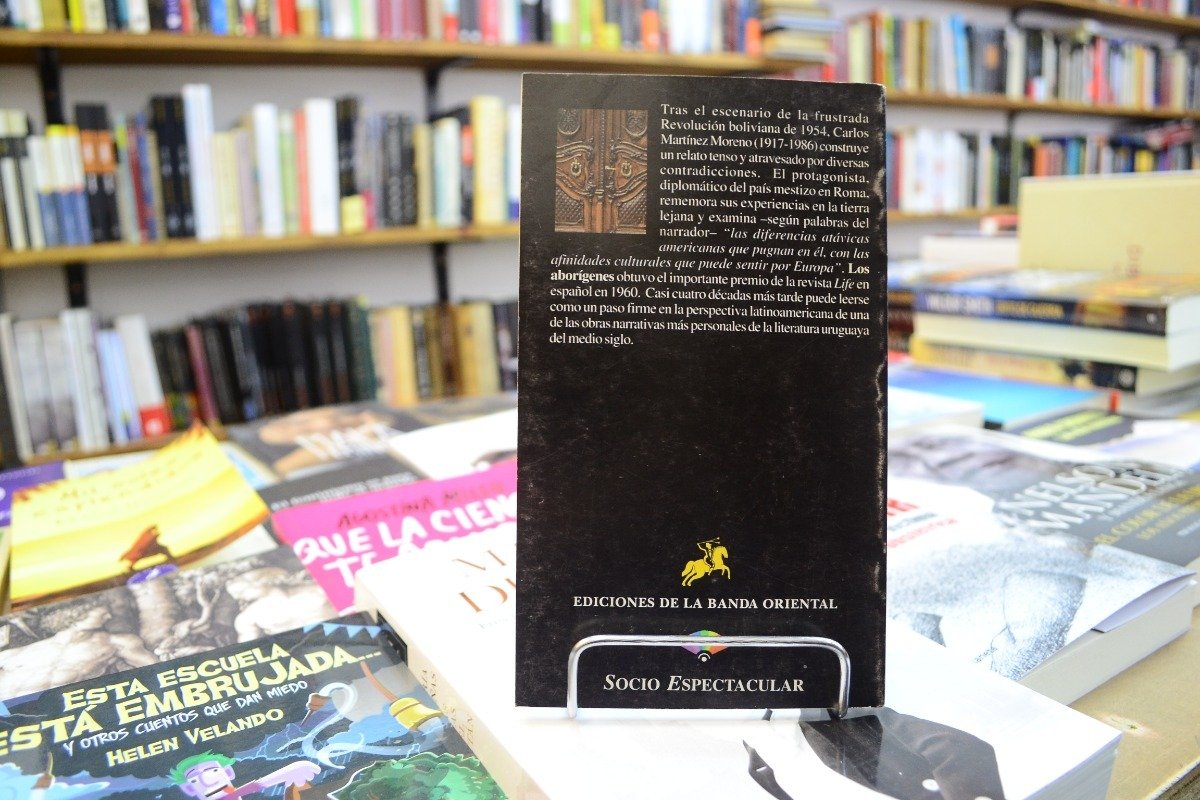 Tras el escenario de la frustrada
Revolución boliviana de 1954, Carlos
Martínez Moreno (1917-1986) construye
un relato tenso y atravesado por diversas
contradicciones. El protagonista,
diplomático del país mestizo en Roma,
rememora sus experiencias en la tierra
lejana y examina –según palabras del
narrador– “las diferencias atávicas
americanas que pugnan en él, con las
afinidades culturales que puede sentir por Europa”. Los
aborígenes obtuvo el importante premio de la revista Life en
español en 1960. Casi cuatro décadas más tarde puede leerse
como un paso firme en la perspectiva latinoamericana de una
de las obras narrativas más personales de la literatura uruguaya
del medio siglo.
EDICIONES DE LA BANDA ORIENTAL
SOCIO ESPECTACULAR
QUE LA CIEN
ESTA ESCUELA
ESTÁ EMBRUJADA...
Y OTROS CUENTOS QUE DAN MIEDO
HELEN VELANDO